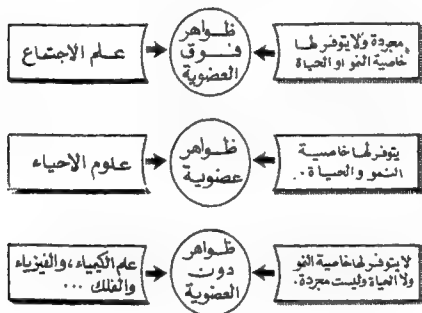 مجردة ولا يتوفر لها
خاصية النمو او الحياة
ظواهر
فوق
العضوية
علم الاجتماع
يتوفر لها خاصية
النمو والحياة ..
ظواهر
عضوية
علوم الاحياء
لا يتوفر لها خاصية النمو
ولا الحياة وليست مجردة .
ظواهر
دون
العضوية
علم الكيمياء، والفيزياء
والفلك ...